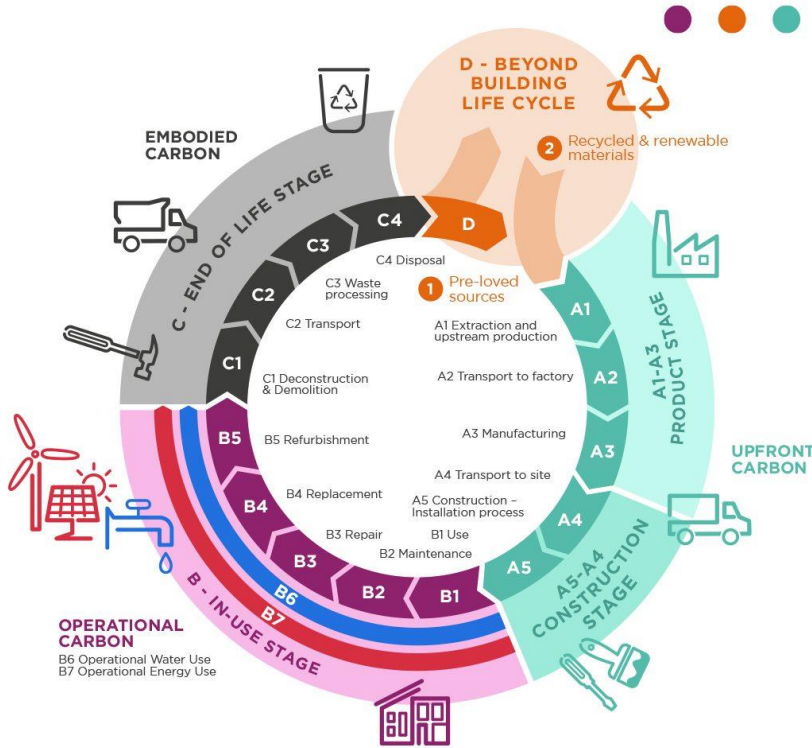 D - BEYOND
BUILDING
LIFE CYCLE
2 Recycled & renewable
materials
EMBODIED
CARBON
C - END OF LIFE STAGE
C1
C2
C3
C4
D
C4 Disposal
C3 Waste
processing
C2 Transport
C1 Deconstruction
& Demolition
1 Pre-loved
sources
A1 Extraction and
upstream production
A2 Transport to factory
A3 Manufacturing
A4 Transport to site
A5 Construction –
Installation process
A1
A2
A3
A4
A5
A1-A3
PRODUCT STAGE
UPFRONT
CARBON
A5-A4
CONSTRUCTION
STAGE
B5 Refurbishment
B4 Replacement
B3 Repair
B1 Use
B2 Maintenance
B5
B4
B3
B2
B1
B6
B7
B - IN-USE STAGE
OPERATIONAL
CARBON
B6 Operational Water Use
B7 Operational Energy Use